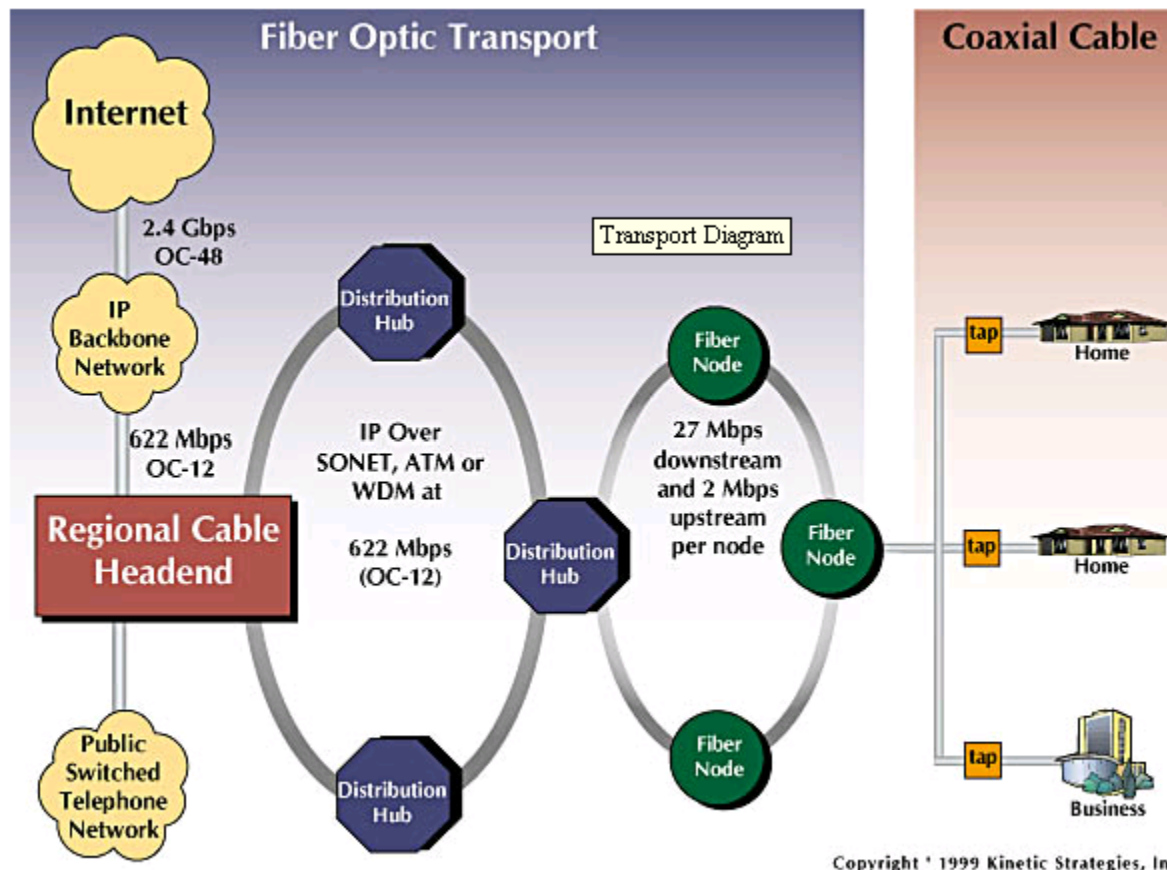 Fiber Optic Transport
Coaxial Cable
Internet
2.4 Gbps
OC-48
Transport Diagram
IP
Backbone
Network
622 Mbps
OC-12
Regional Cable
Headend
Public
Switched
Telephone
Network
Distribution
Hub
IP Over
SONET, ATM or
WDM at
622 Mbps
(OC-12)
Distribution
Hub
Distribution
Hub
Fiber
Node
27 Mbps
downstream
and 2 Mbps
upstream
per node
Fiber
Node
Fiber
Node
tap
Home
tap
Home
tap
Business
Copyright * 1999 Kinetic Strategies, In